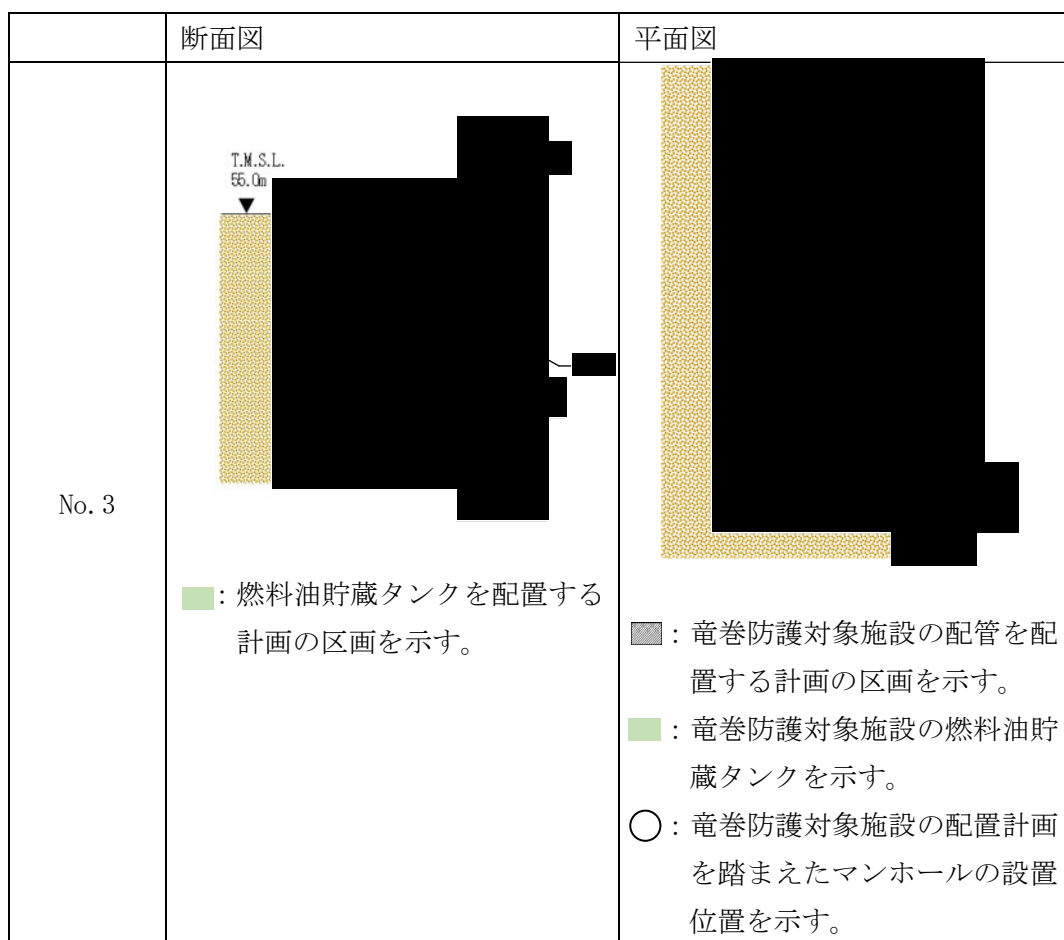 断面図
平面図
No.3
T.M.S.L.
55.0m
：燃料油貯蔵タンクを配置する
計画の区画を示す。
：竜巻防護対象施設の配管を配
置する計画の区画を示す。
：竜巻防護対象施設の燃料油貯
蔵タンクを示す。
：竜巻防護対象施設の配置計画
を踏まえたマンホールの設置
位置を示す。